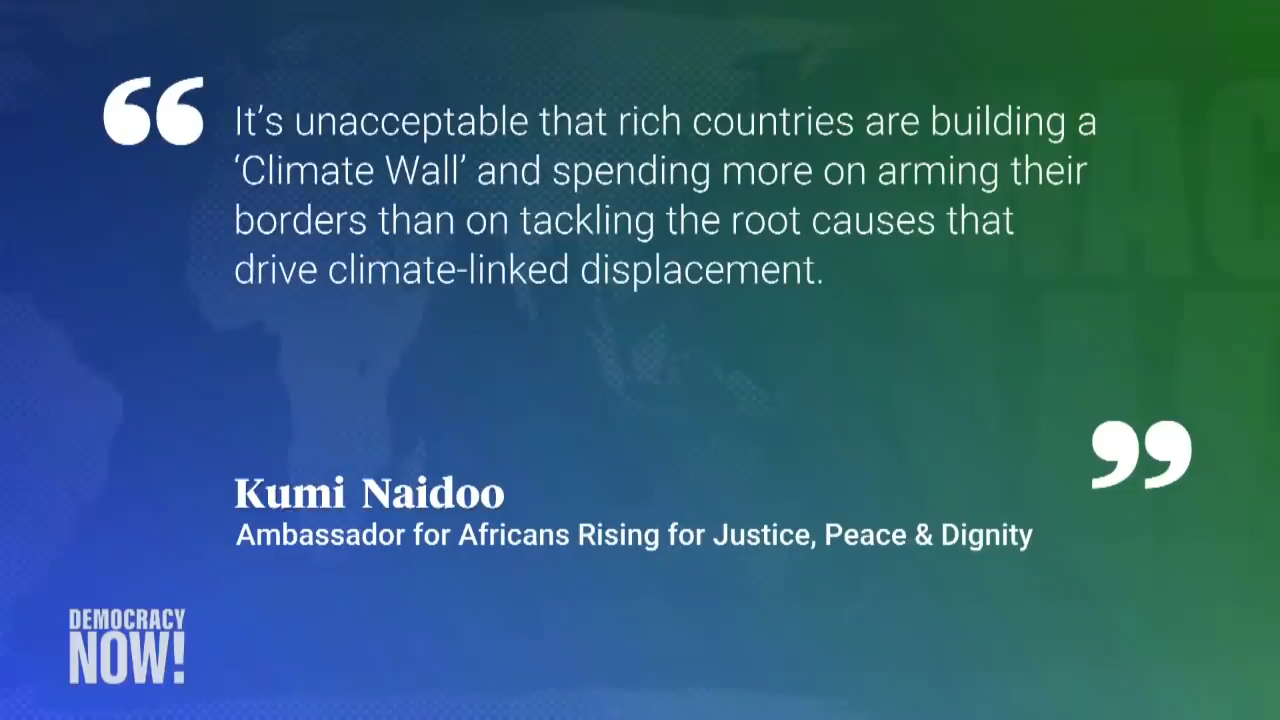 “
It’s unacceptable that rich countries are building a
‘Climate Wall’ and spending more on arming their
borders than on tackling the root causes that
drive climate-linked displacement.
”
Kumi Naidoo
Ambassador for Africans Rising for Justice, Peace & Dignity
DEMOCRACY
NOW!